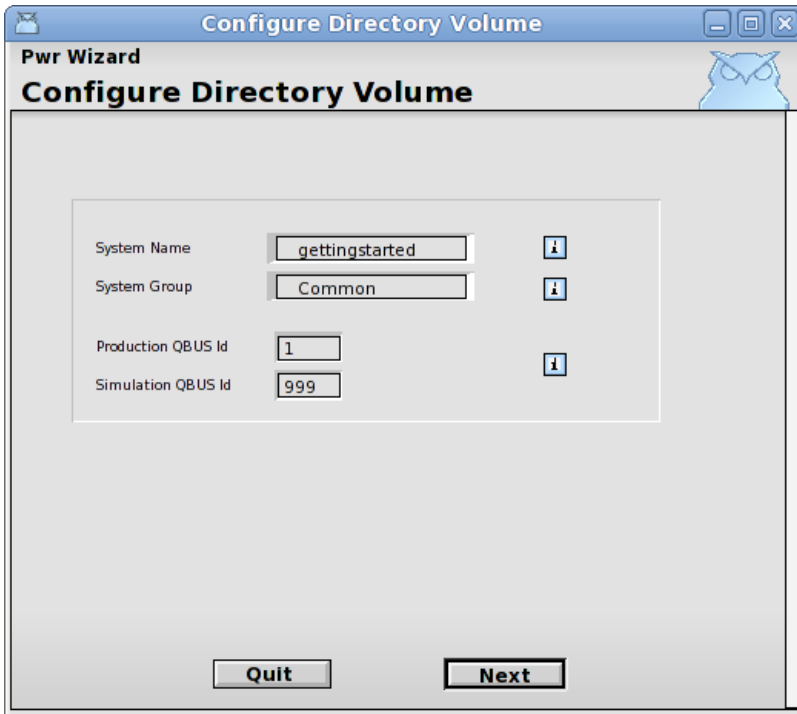 Configure Directory Volume
Pwr Wizard
Configure Directory Volume
System Name gettingstarted i
System Group Common i
Production QBUS Id 1
i
Simulation QBUS Id 999
Quit Next